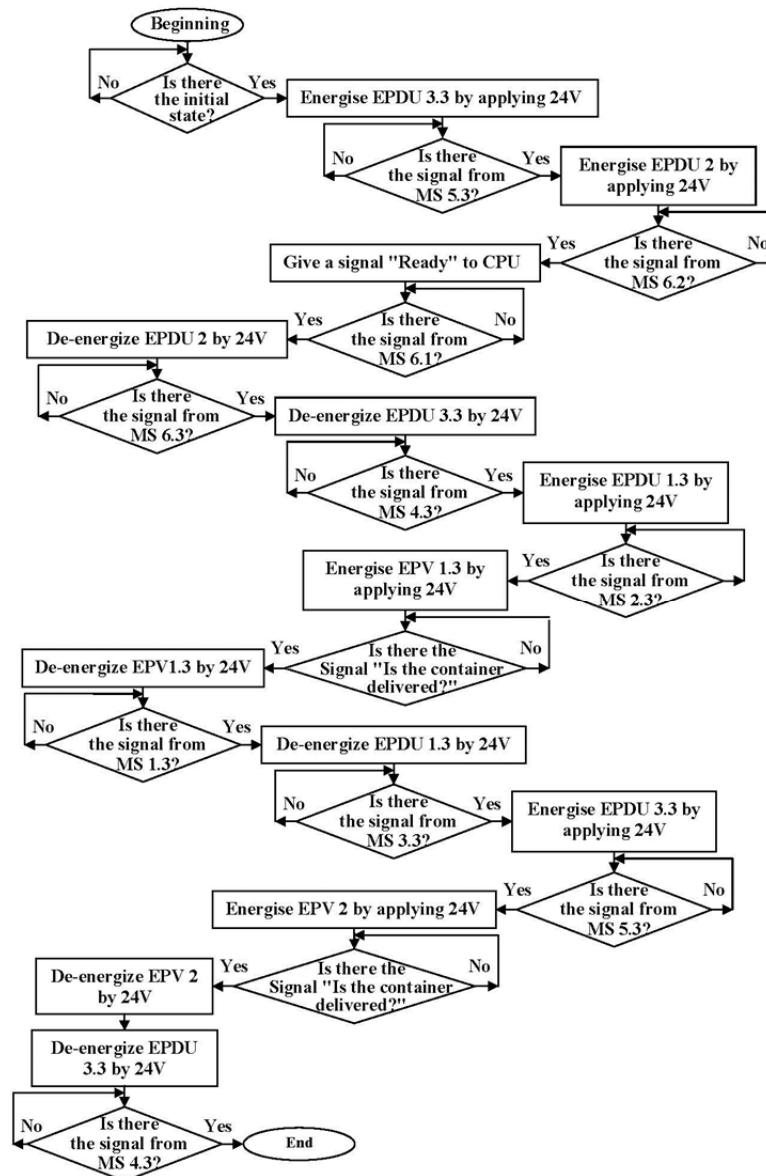 Beginning
No
Is there
the initial
state?
Yes
Energise EPDU 3.3 by applying 24V
No
Is there
the signal from
MS 5.3?
Yes
Energise EPDU 2 by
applying 24V
Give a signal "Ready" to CPU
Yes
Is there
the signal from
MS 6.2?
No
De-energize EPDU 2 by 24V
Yes
Is there
the signal from
MS 6.1?
No
No
Is there
the signal from
MS 6.3?
Yes
De-energize EPDU 3.3 by 24V
No
Is there
the signal from
MS 4.3?
Yes
Energise EPDU 1.3 by
applying 24V
Energise EPV 1.3 by
applying 24V
Yes
Is there
the signal from
MS 2.3?
No
De-energize EPV1.3 by 24V
Yes
Is there the
Signal "Is the container
delivered?"
No
No
Is there
the signal from
MS 1.3?
Yes
De-energize EPDU 1.3 by 24V
No
Is there
the signal from
MS 3.3?
Yes
Energise EPDU 3.3 by
applying 24V
Energise EPV 2 by applying 24V
Yes
Is there
the signal from
MS 5.3?
No
De-energize EPV 2
by 24V
Yes
Is there the
Signal "Is the container
delivered?"
No
De-energize EPDU
3.3 by 24V
No
Is there
the signal from
MS 4.3?
Yes
End